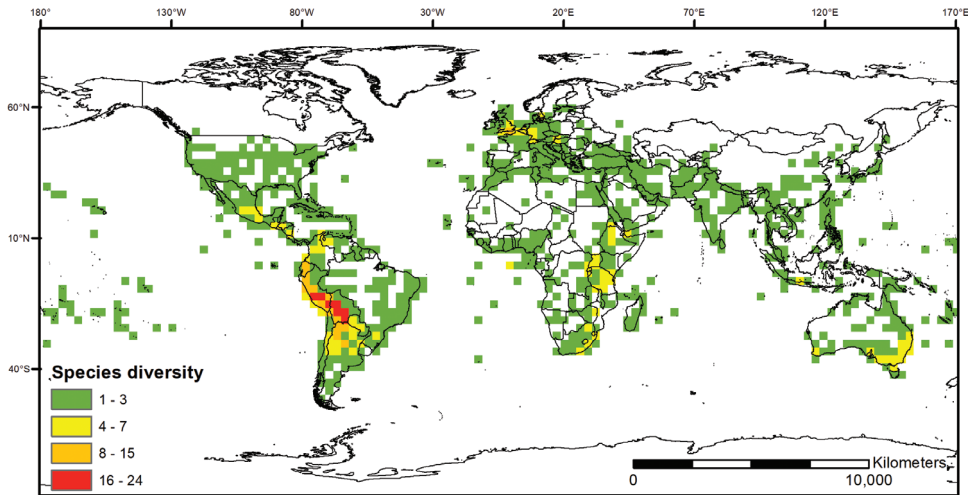 180° 80°W 30°W 20°E 70°E 120°E 170°E
60°N
10°N
40°S
Species diversity
1 - 3
4 - 7
8 - 15
16 - 24
Kilometers
0 10,000